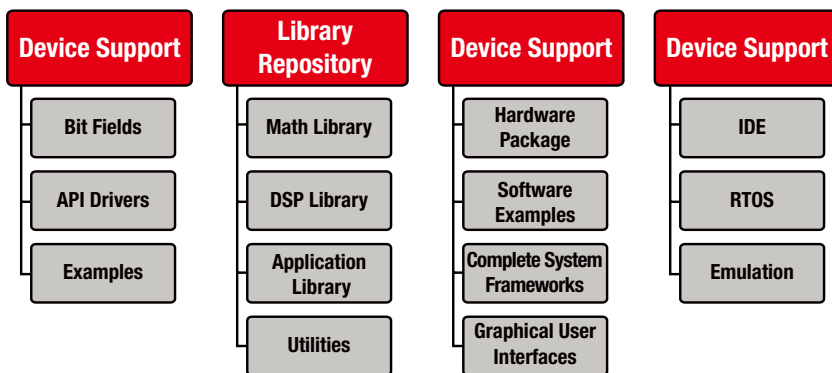 Device Support
Bit Fields
API Drivers
Examples
Library
Repository
Math Library
DSP Library
Application
Library
Utilities
Device Support
Hardware
Package
Software
Examples
Complete System
Frameworks
Graphical User
Interfaces
Device Support
IDE
RTOS
Emulation